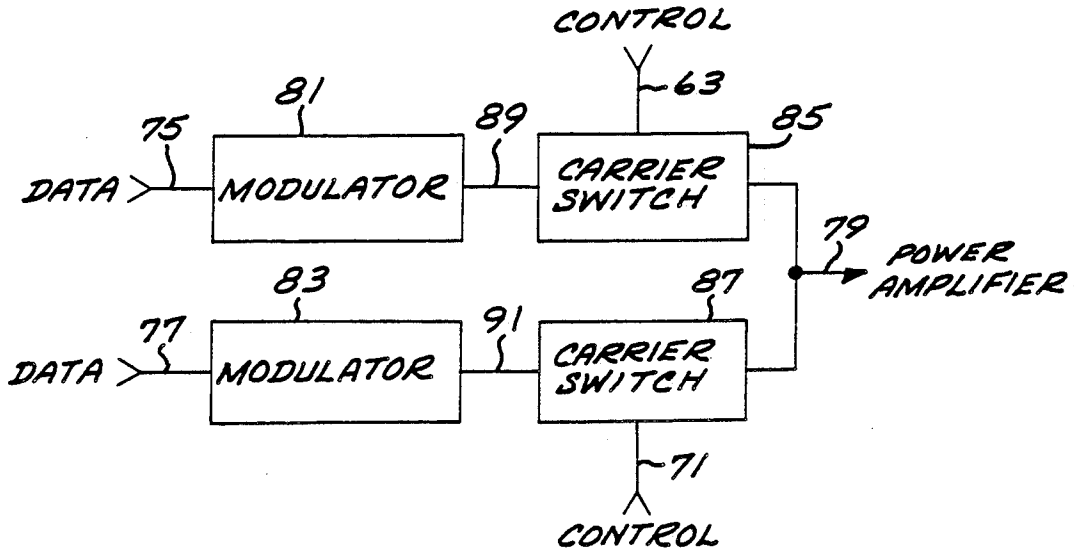 CONTROL
63
81
89
85
75
DATA
MODULATOR
CARRIER
SWITCH
79
POWER
AMPLIFIER
83
91
87
77
DATA
MODULATOR
CARRIER
SWITCH
71
CONTROL